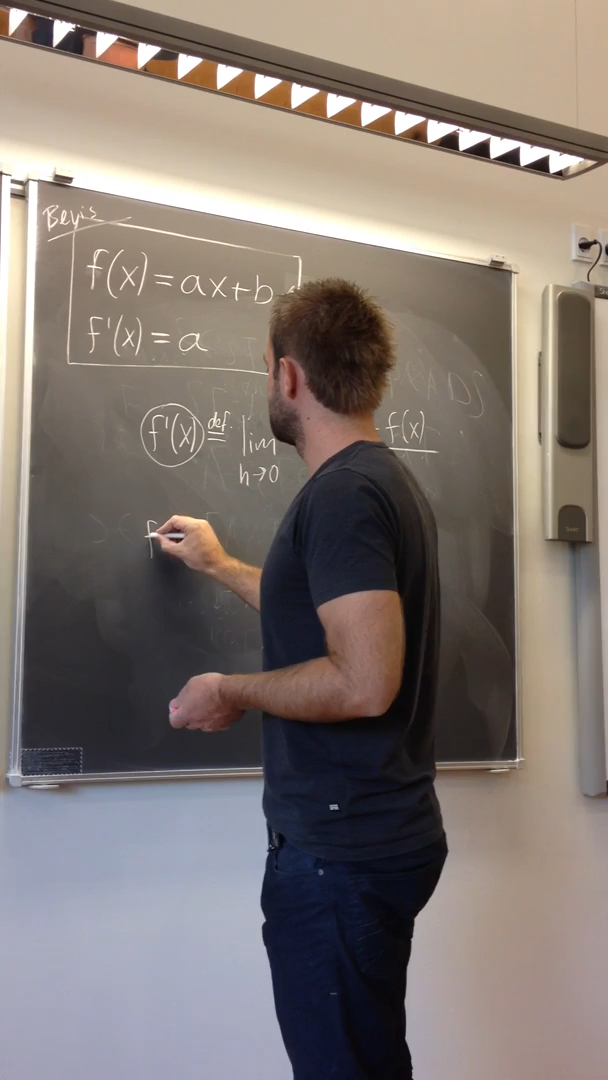 Bevis
f(x) = ax+b
f'(x) = a
f'(x) def. = lim h→0 f(x)
f